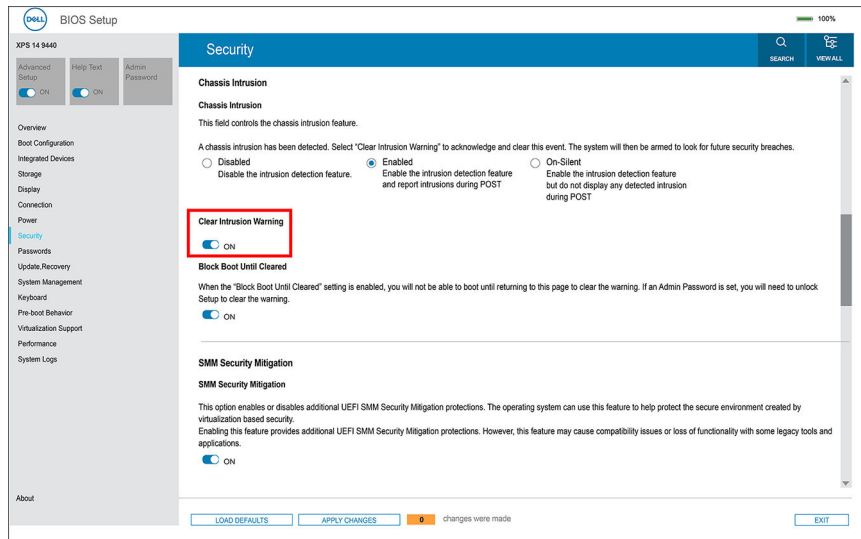 DELL BIOS Setup
100%
XPS 14 9440
Advanced Setup
ON
Help Text
ON
Admin Password
Overview
Boot Configuration
Integrated Devices
Storage
Display
Connection
Power
Security
Passwords
Update,Recovery
System Management
Keyboard
Pre-boot Behavior
Virtualization Support
Performance
System Logs
About
Security
SEARCH
VIEW ALL
Chassis Intrusion
Chassis Intrusion
This field controls the chassis intrusion feature.
A chassis intrusion has been detected. Select "Clear Intrusion Warning" to acknowledge and clear this event. The system will then be armed to look for future security breaches.
Disabled
Disable the intrusion detection feature.
Enabled
Enable the intrusion detection feature
and report intrusions during POST
On-Silent
Enable the intrusion detection feature
but do not display any detected intrusion
during POST
Clear Intrusion Warning
ON
Block Boot Until Cleared
When the "Block Boot Until Cleared" setting is enabled, you will not be able to boot until returning to this page to clear the warning. If an Admin Password is set, you will need to unlock
Setup to clear the warning.
ON
SMM Security Mitigation
SMM Security Mitigation
This option enables or disables additional UEFI SMM Security Mitigation protections. The operating system can use this feature to help protect the secure environment created by
virtualization based security.
Enabling this feature provides additional UEFI SMM Security Mitigation protections. However, this feature may cause compatibility issues or loss of functionality with some legacy tools and
applications.
ON
LOAD DEFAULTS
APPLY CHANGES
0 changes were made
EXIT